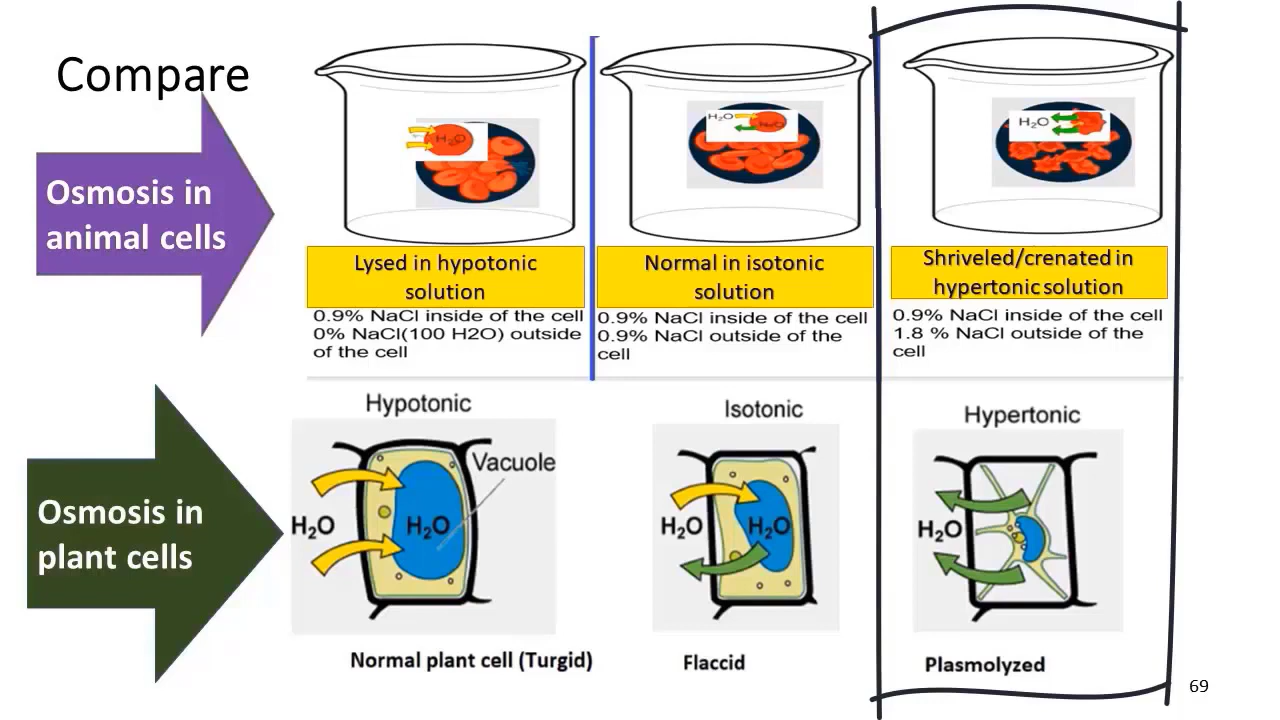 Compare
Osmosis in
animal cells
H₂O
H₂O
H₂O
H₂O
Lysed in hypotonic
solution
Normal in isotonic
solution
Shriveled/crenated in
hypertonic solution
0.9% NaCl inside of the cell
0% NaCl(100 H2O) outside
of the cell
0.9% NaCl inside of the cell
0.9% NaCl outside of the
cell
0.9% NaCl inside of the cell
1.8 % NaCl outside of the
cell
Osmosis in
plant cells
Hypotonic
Vacuole
H₂O
H₂O
Normal plant cell (Turgid)
Isotonic
H₂O
H₂O
Flaccid
Hypertonic
H₂O
Plasmolyzed
69